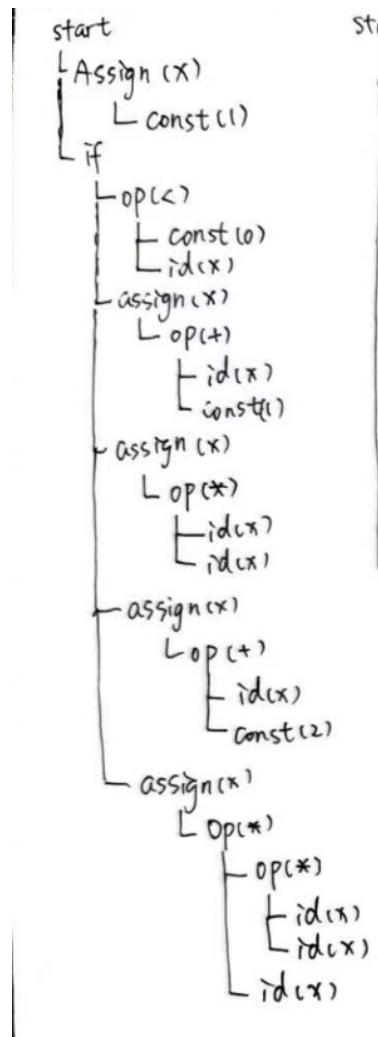 start
Assign (x)
const(1)
if
op(<)
const(0)
id(x)
assign(x)
op(+)
id(x)
const(1)
assign(x)
op(*)
id(x)
id(x)
assign(x)
op(+)
id(x)
const(2)
assign(x)
op(*)
op(*)
id(x)
id(x)
id(x)